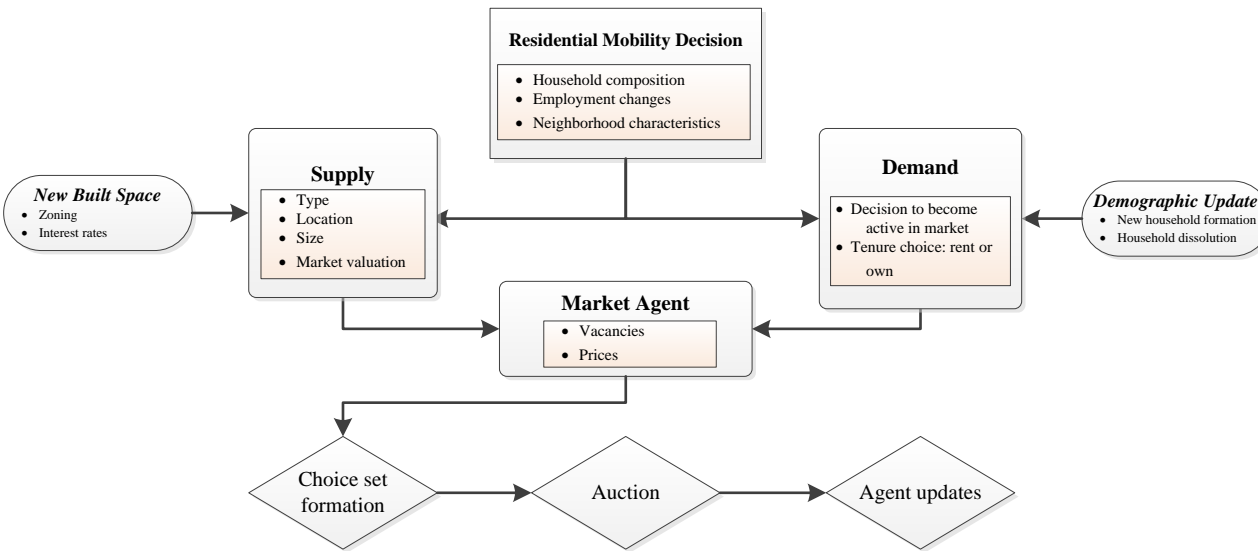 Residential Mobility Decision
• Household composition
• Employment changes
• Neighborhood characteristics
Supply
• Type
• Location
• Size
• Market valuation
Demand
• Decision to become
active in market
• Tenure choice: rent or
own
New Built Space
• Zoning
• Interest rates
Demographic Update
• New household formation
• Household dissolution
Market Agent
• Vacancies
• Prices
Choice set
formation
Auction
Agent updates